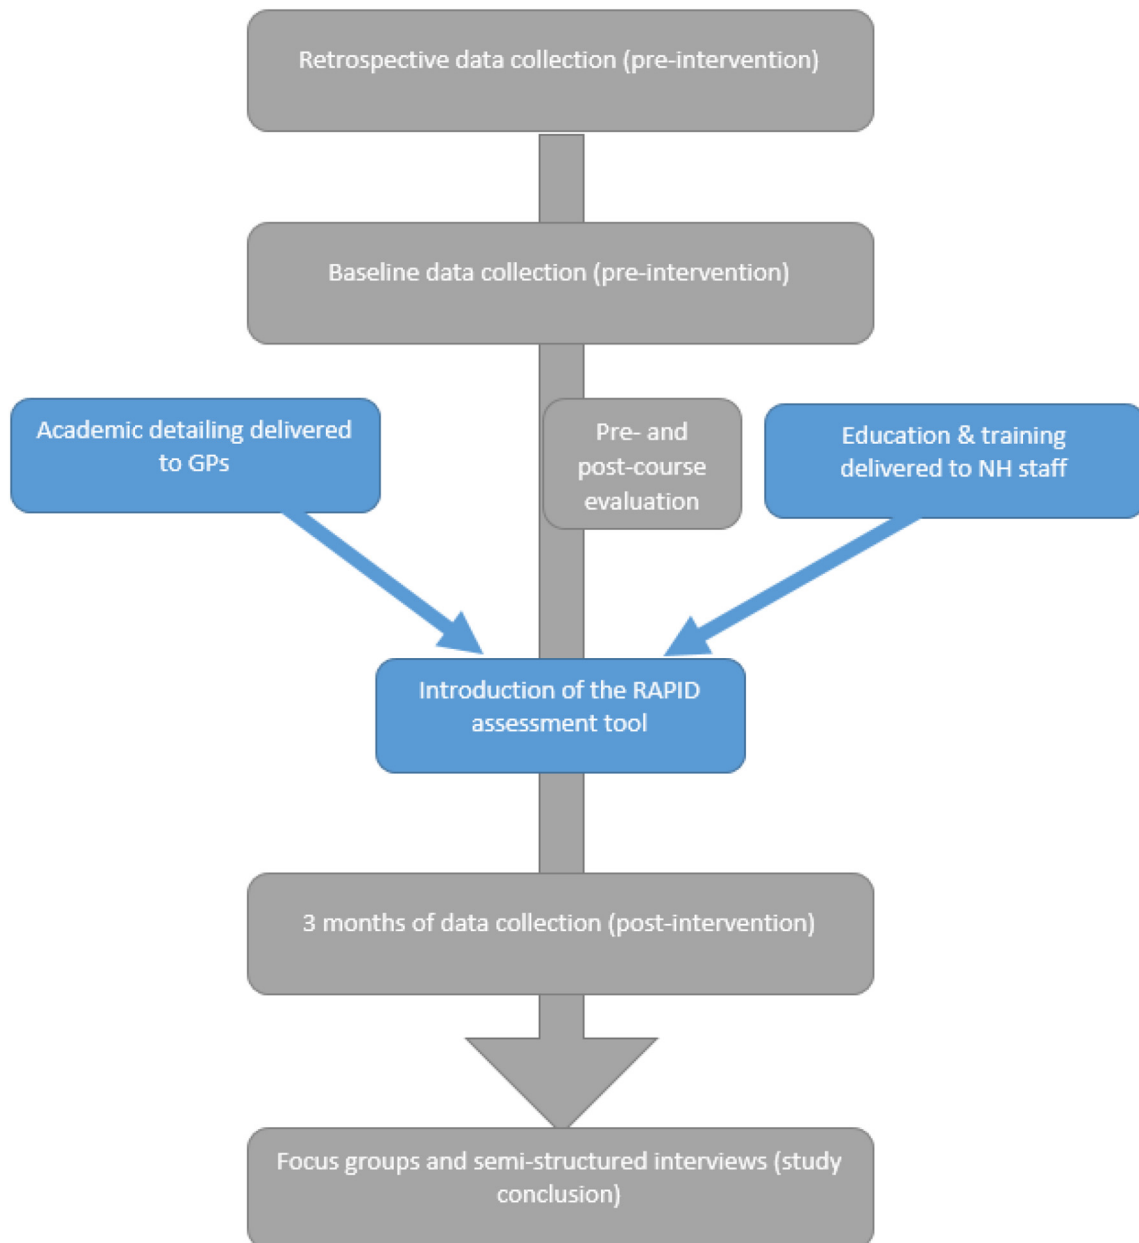 Retrospective data collection (pre-intervention)
Baseline data collection (pre-intervention)
Academic detailing delivered
to GPs
Pre- and
post-course
evaluation
Education & training
delivered to NH staff
Introduction of the RAPID
assessment tool
3 months of data collection (post-intervention)
Focus groups and semi-structured interviews (study
conclusion)